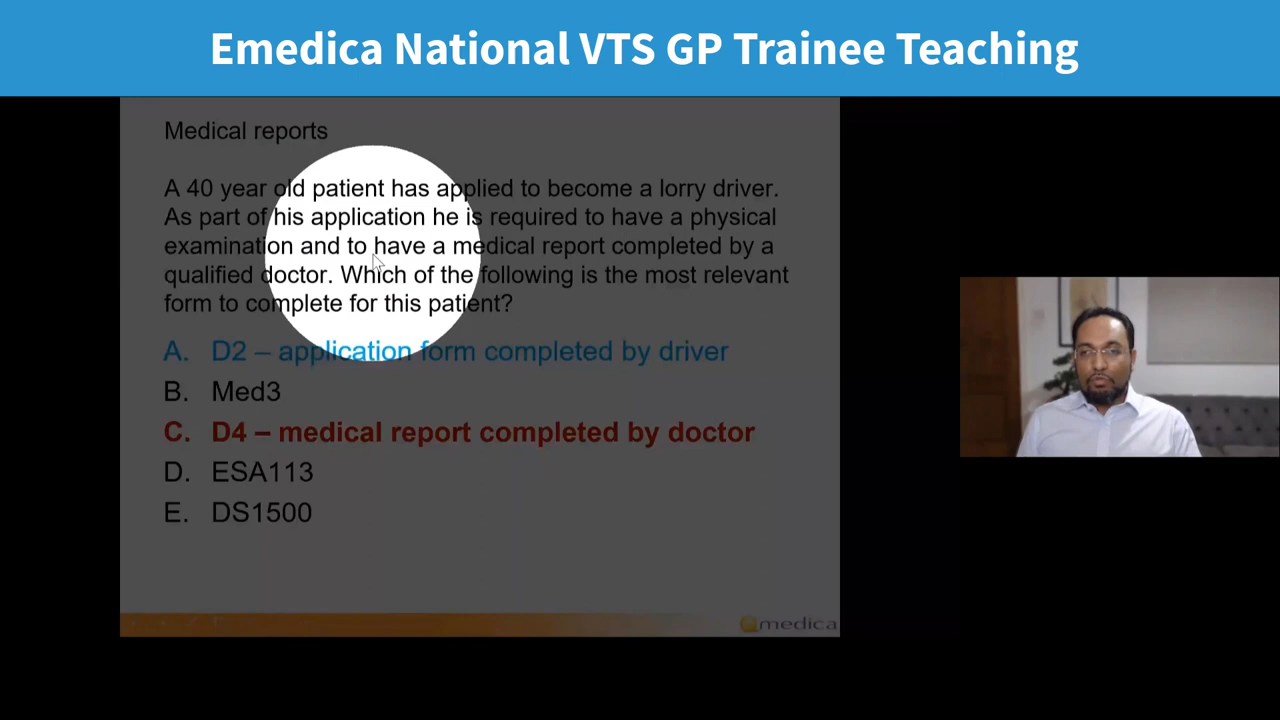 Emedica National VTS GP Trainee Teaching
Medical reports
A 40 year old patient has applied to become a lorry driver.
As part of his application he is required to have a physical
examination and to have a medical report completed by a
qualified doctor. Which of the following is the most relevant
form to complete for this patient?
A. D2 – application form completed by driver
B. Med3
C. D4 – medical report completed by doctor
D. ESA113
E. DS1500
medica